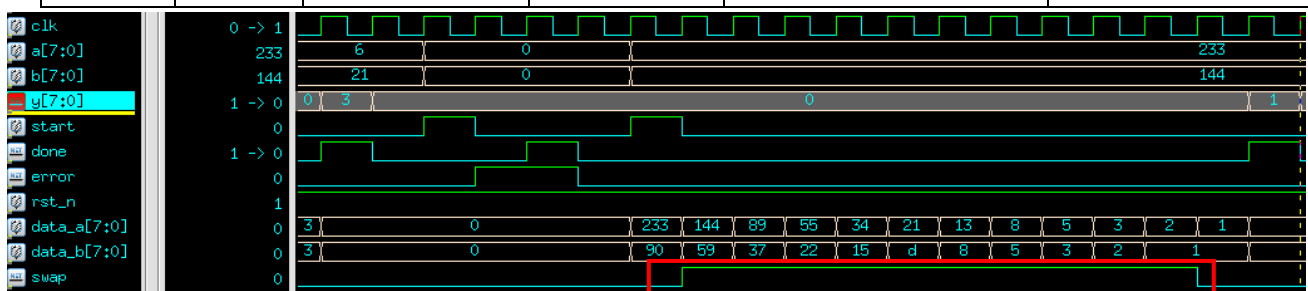 clk 0 -> 1
a[7:0] 233 6 0 233
b[7:0] 144 21 0 144
y[7:0] 1 -> 0 0 3 0 1
start 0
done 1 -> 0
error 0
rst_n 1
data_a[7:0] 0 3 0 233 144 89 55 34 21 13 8 5 3 2 1
data_b[7:0] 0 3 0 90 59 37 22 15 d 8 5 3 2 1
swap 0